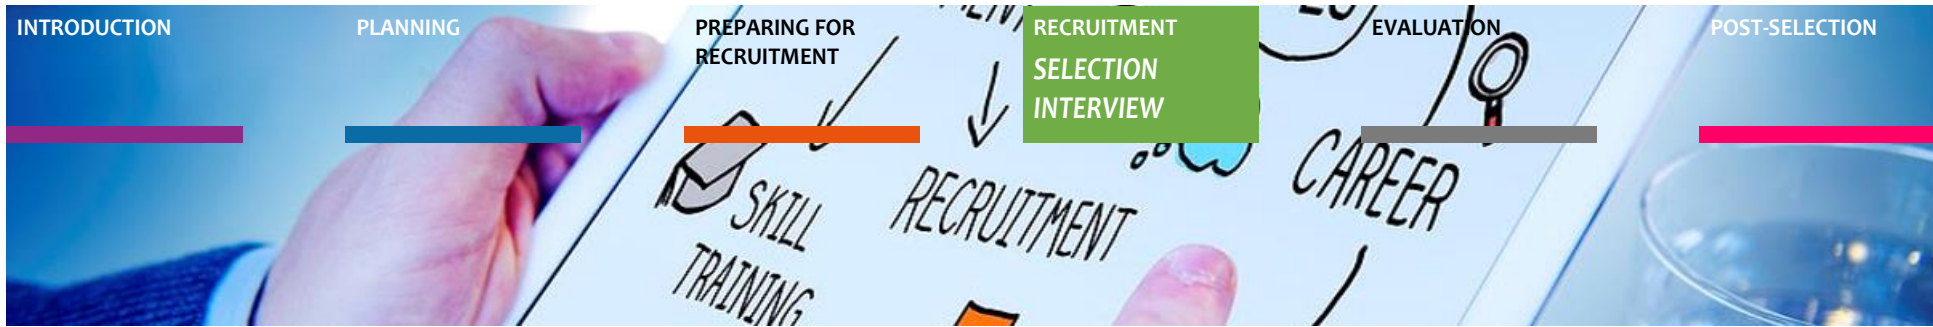 INTRODUCTION
PLANNING
PREPARING FOR
RECRUITMENT
RECRUITMENT
SELECTION
INTERVIEW
EVALUATION
POST-SELECTION
CAREER
RECRUITMENT
SKILL
TRAINING